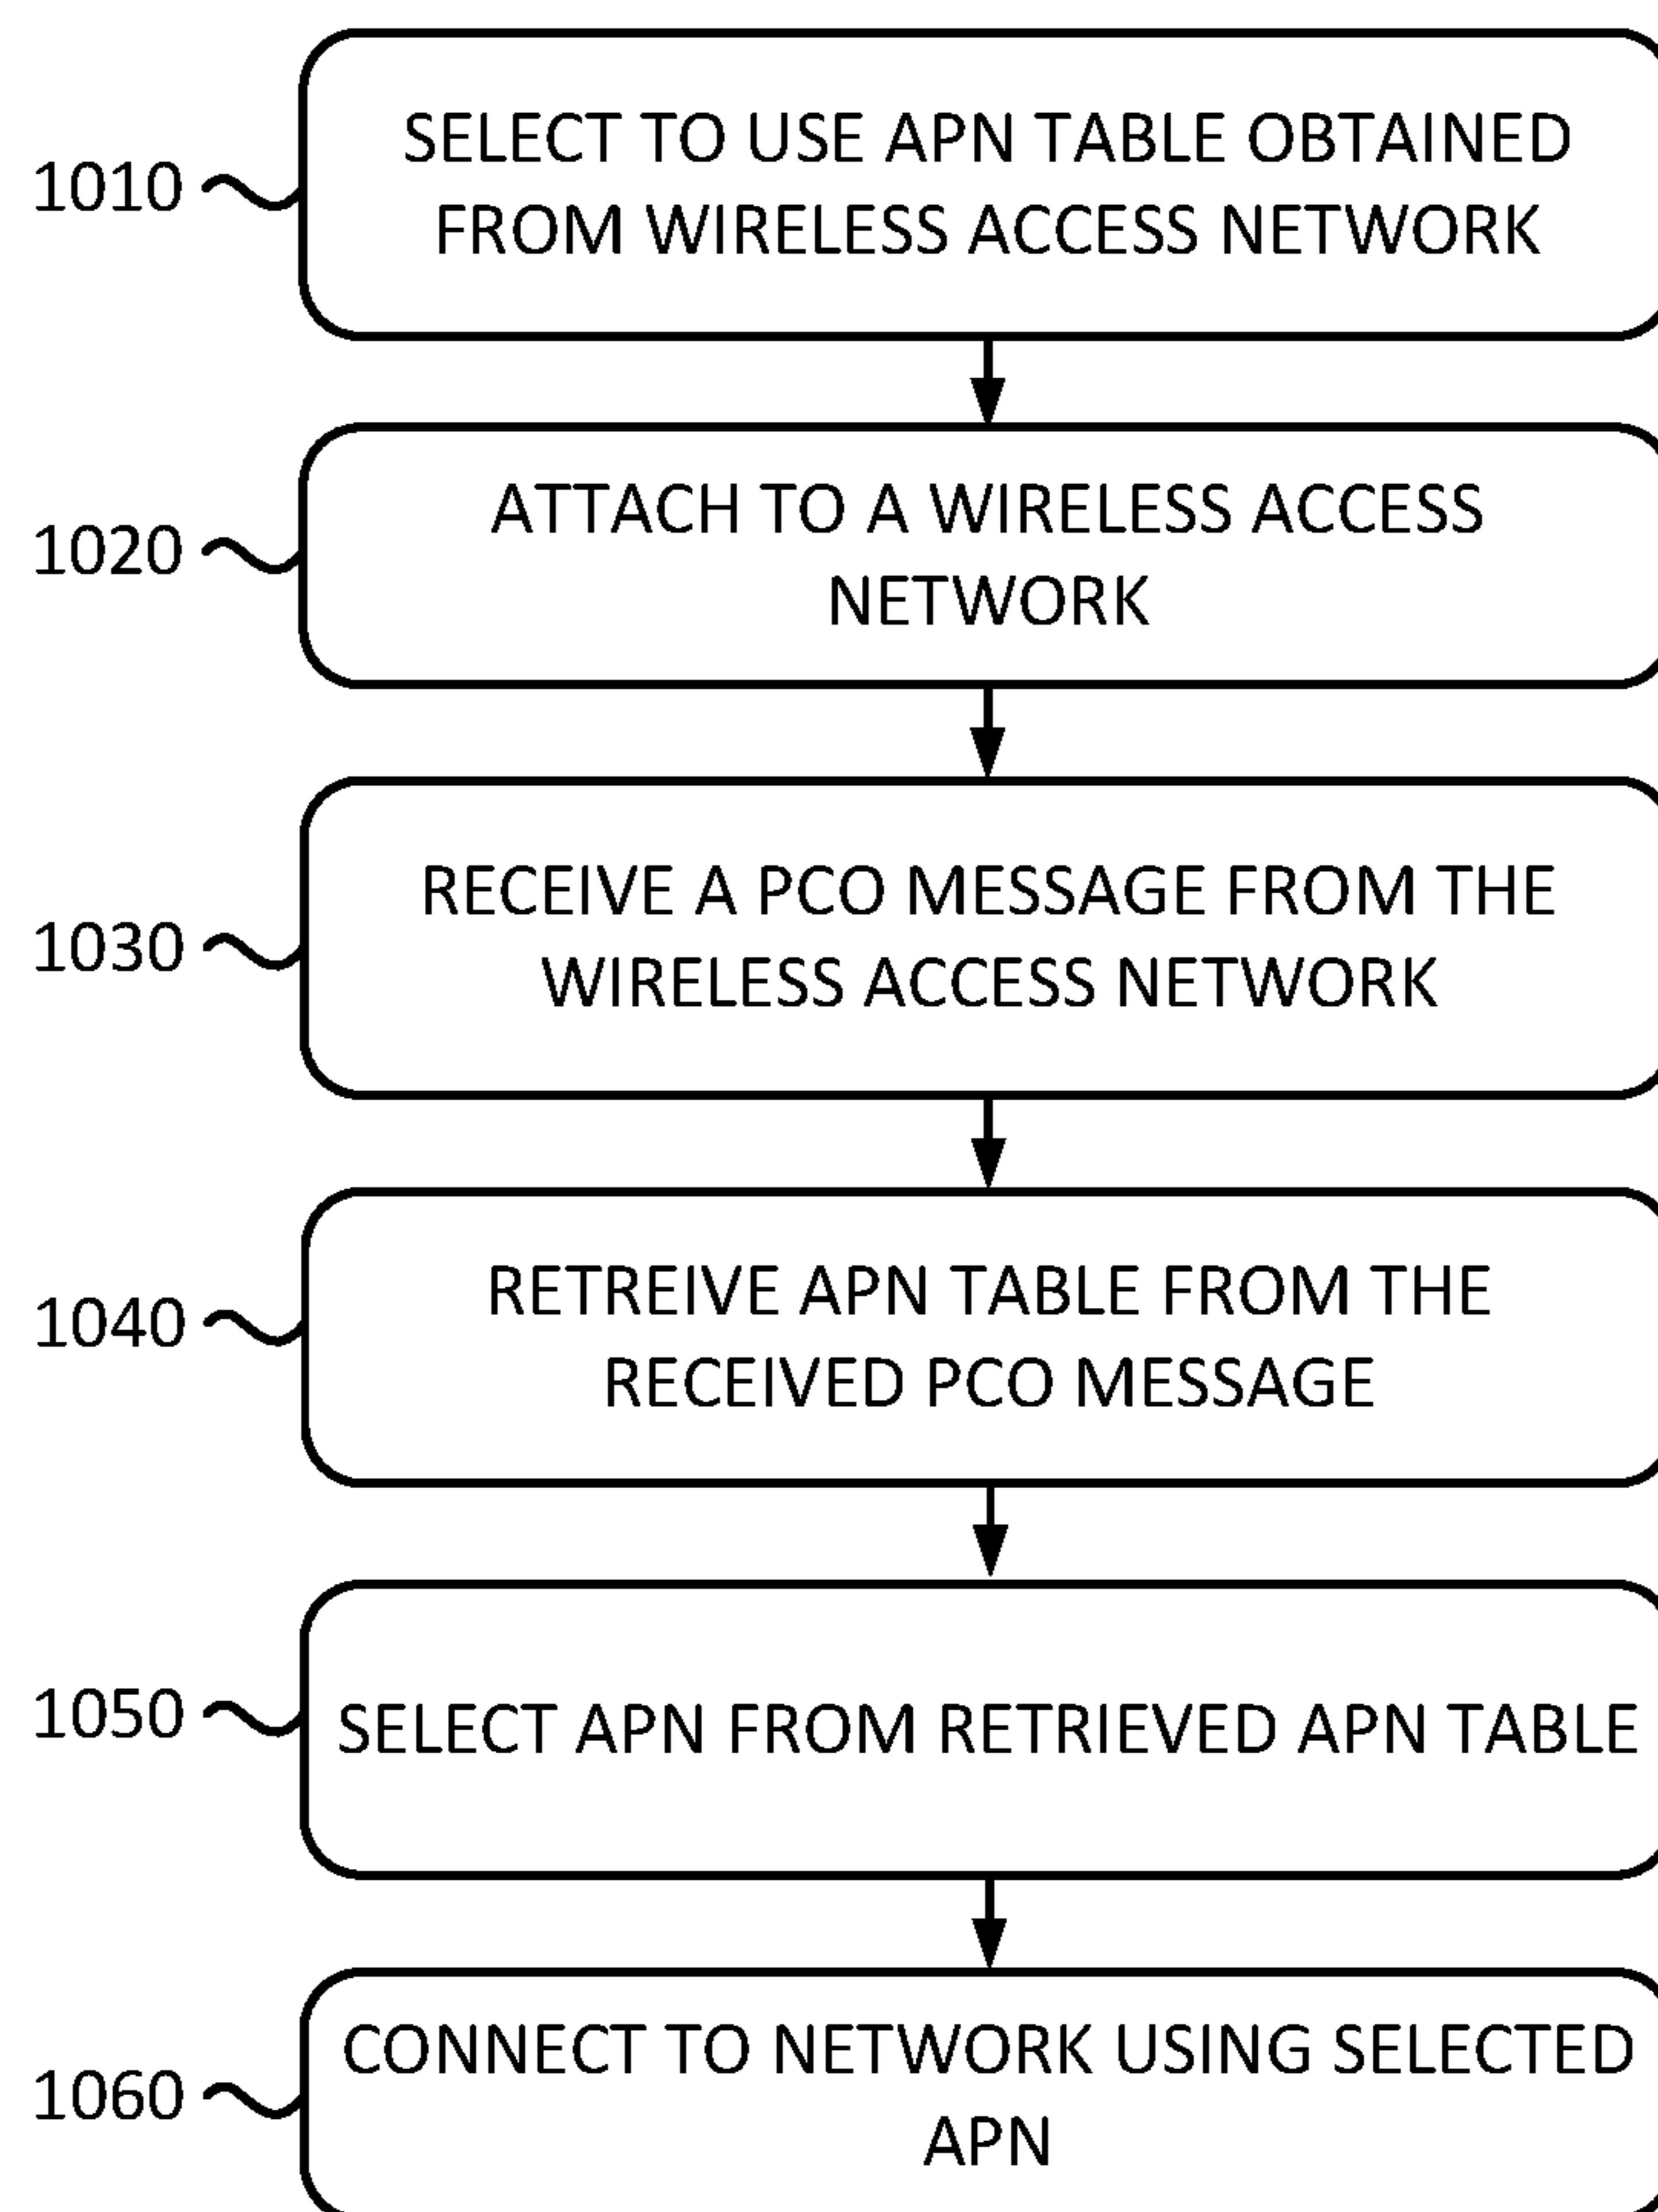 1010
SELECT TO USE APN TABLE OBTAINED
FROM WIRELESS ACCESS NETWORK
1020
ATTACH TO A WIRELESS ACCESS
NETWORK
1030
RECEIVE A PCO MESSAGE FROM THE
WIRELESS ACCESS NETWORK
1040
RETREIVE APN TABLE FROM THE
RECEIVED PCO MESSAGE
1050
SELECT APN FROM RETRIEVED APN TABLE
1060
CONNECT TO NETWORK USING SELECTED
APN